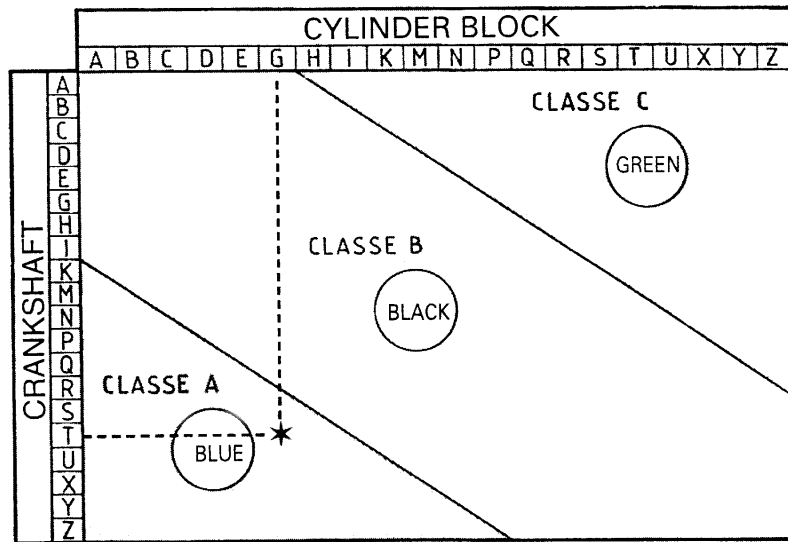 CYLINDER BLOCK
A B C D E G H I K M N P Q R S T U X Y Z
CRANKSHAFT
A
B
C
D
E
G
H
I
K
M
N
P
Q
R
S
T
U
X
Y
Z
CLASSE C
GREEN
CLASSE B
BLACK
CLASSE A
BLUE